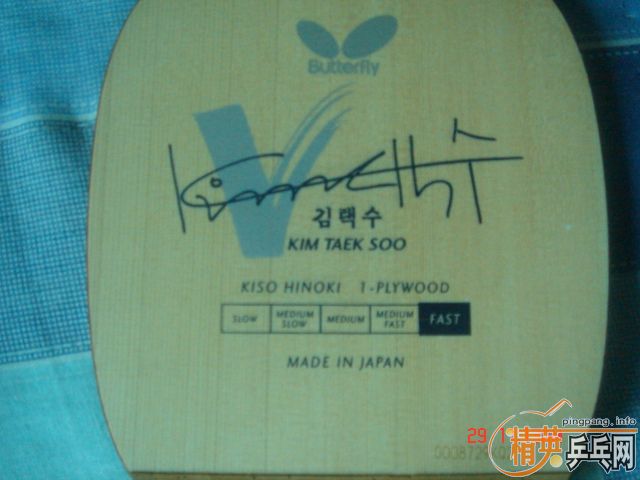 Butterfly
V
김택수
KIM TAEK SOO
KISO HINOKI 1-PLYWOOD
SLOW MEDIUM SLOW MEDIUM MEDIUM FAST FAST
MADE IN JAPAN
pingpang.info
精英乒乓网